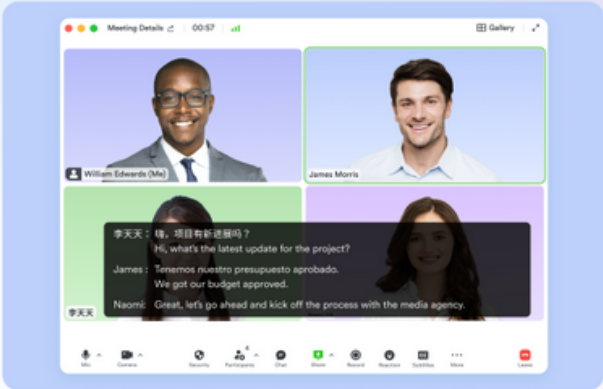 Meeting Details
00:57
Gallery
William Edwards (Me)
James Morris
李天天： 嗨，项目有新进展吗？
Hi, what's the latest update for the project?
James : Tenemos nuestro presupuesto aprobado.
We got our budget approved.
Naomi: Great, let's go ahead and kick off the process with the media agency.
李天天
4
Mic
Camera
Security
Participants
Chat
Share
Record
Reaction
Subtitles
More
Leave